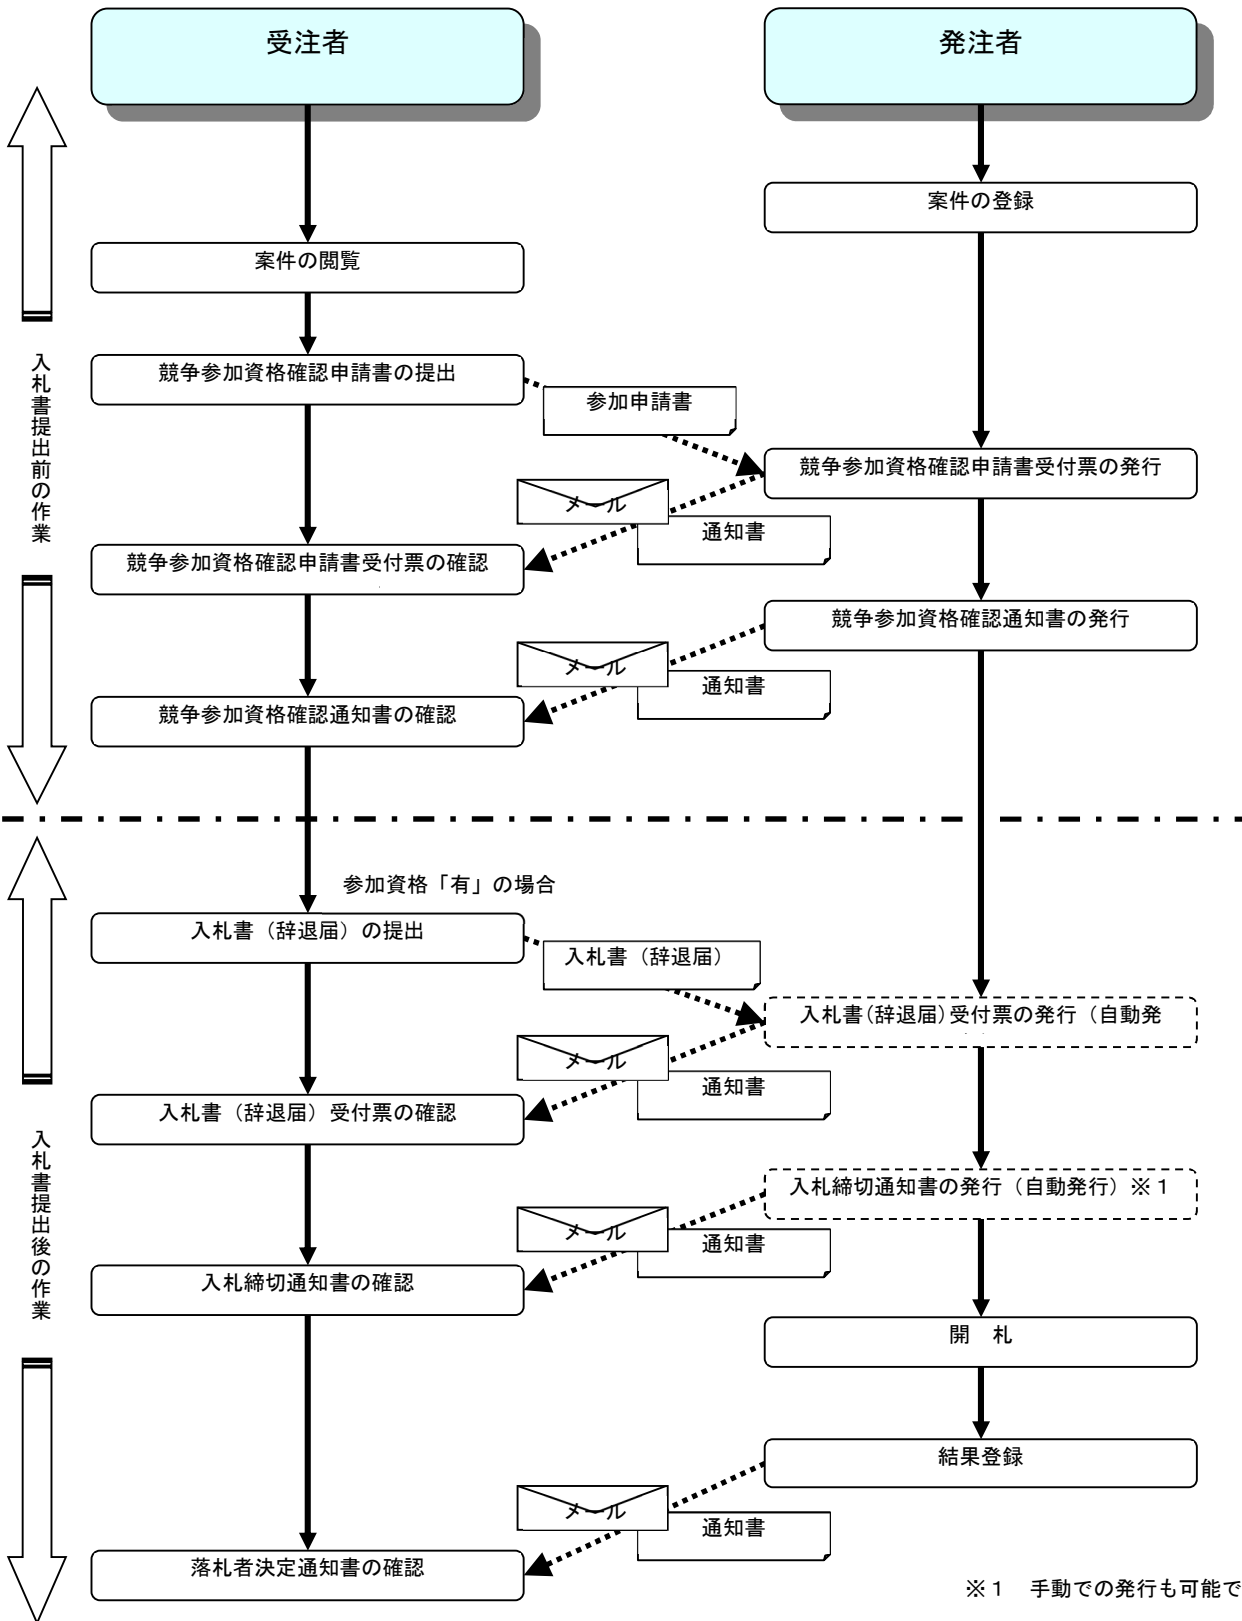 受注者
発注者
案件の登録
案件の閲覧
競争参加資格確認申請書の提出
参加申請書
競争参加資格確認申請書受付票の発行
メール
通知書
競争参加資格確認申請書受付票の確認
競争参加資格確認通知書の発行
メール
通知書
競争参加資格確認通知書の確認
入札書提出前の作業
参加資格「有」の場合
入札書（辞退届）の提出
入札書（辞退届）
入札書(辞退届)受付票の発行（自動発
メール
通知書
入札書（辞退届）受付票の確認
入札締切通知書の発行（自動発行）※１
メール
通知書
入札締切通知書の確認
開　札
結果登録
メール
通知書
落札者決定通知書の確認
入札書提出後の作業
※１　手動での発行も可能で